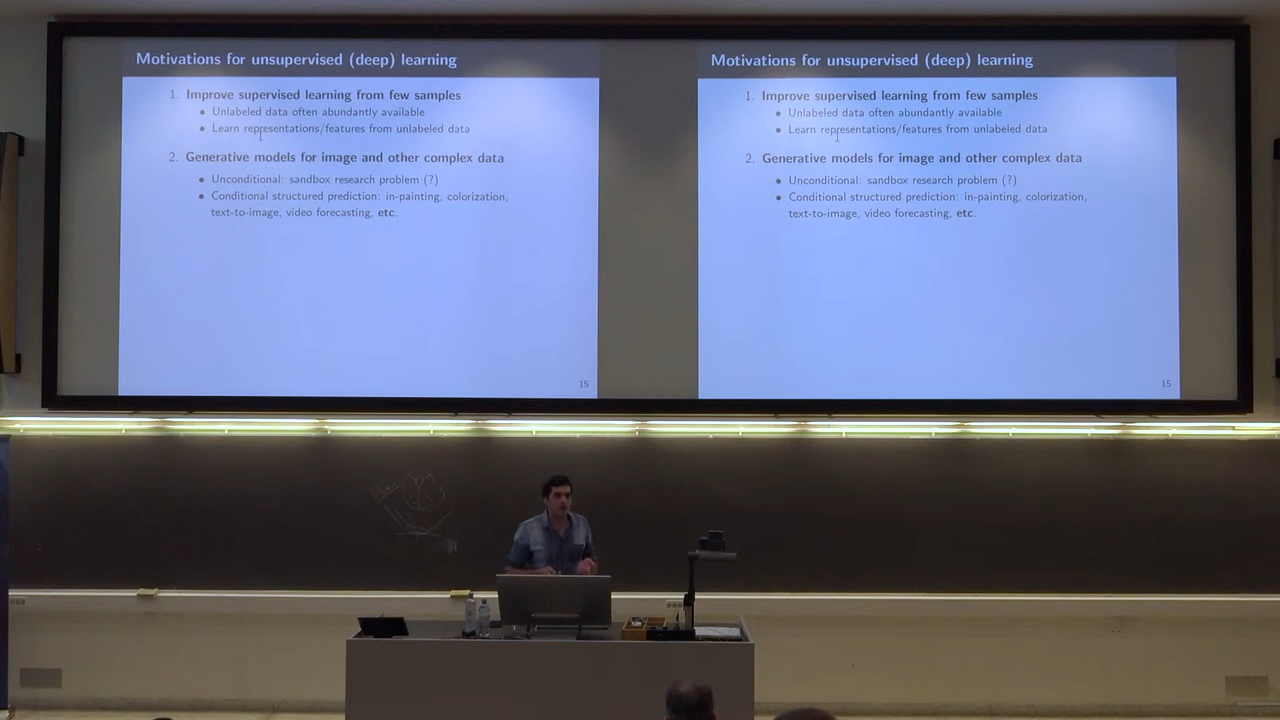 Motivations for unsupervised (deep) learning
1. Improve supervised learning from few samples
• Unlabeled data often abundantly available
• Learn representations/features from unlabeled data
2. Generative models for image and other complex data
• Unconditional: sandbox research problem (?)
• Conditional structured prediction: in-painting, colorization,
text-to-image, video forecasting, etc.
15
Motivations for unsupervised (deep) learning
1. Improve supervised learning from few samples
• Unlabeled data often abundantly available
• Learn representations/features from unlabeled data
2. Generative models for image and other complex data
• Unconditional: sandbox research problem (?)
• Conditional structured prediction: in-painting, colorization,
text-to-image, video forecasting, etc.
15